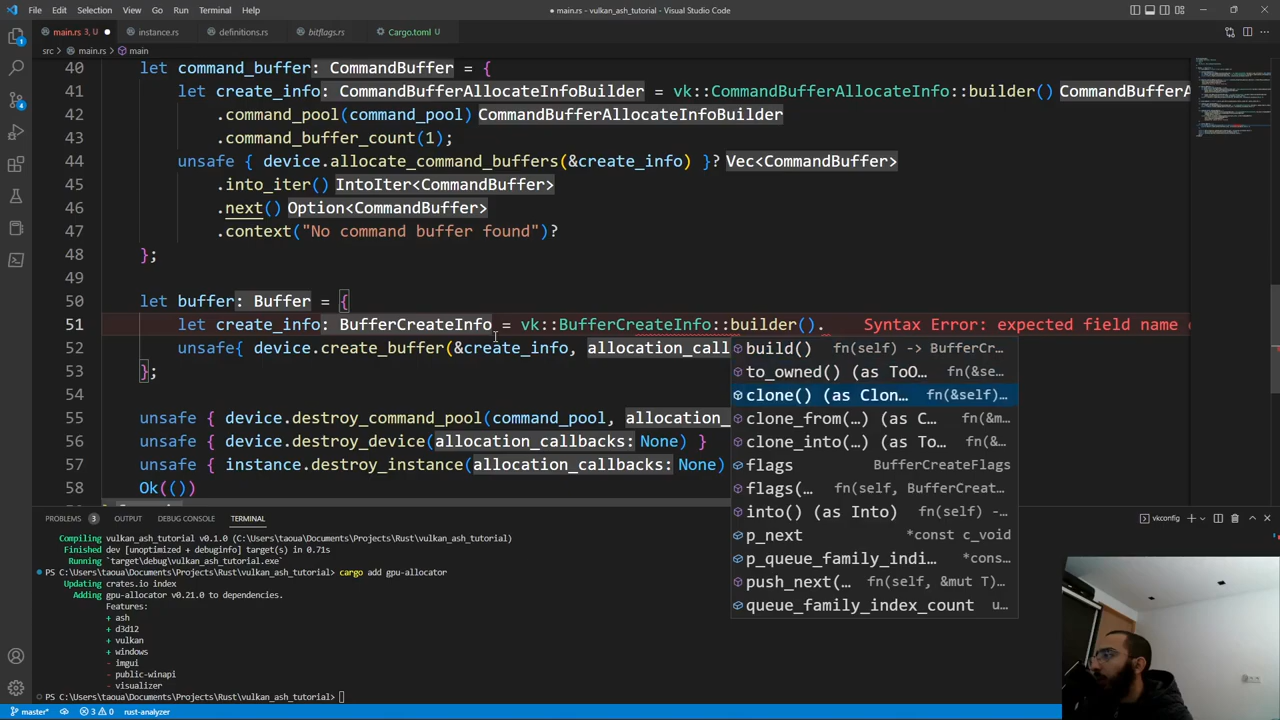 File Edit Selection View Go Run Terminal Help
● main.rs - vulkan_ash_tutorial - Visual Studio Code
main.rs 3, U ● instance.rs definitions.rs bitflags.rs Cargo.toml U
src > main.rs > main
40 let command_buffer: CommandBuffer = {
41 let create_info: CommandBufferAllocateInfoBuilder = vk::CommandBufferAllocateInfo::builder() CommandBufferA
42 .command_pool(command_pool) CommandBufferAllocateInfoBuilder
43 .command_buffer_count(1);
44 unsafe { device.allocate_command_buffers(&create_info) }? Vec<CommandBuffer>
45 .into_iter() IntoIter<CommandBuffer>
46 .next() Option<CommandBuffer>
47 .context("No command buffer found")?
48 };
49
50 let buffer: Buffer = {
51 let create_info: BufferCreateInfo = vk::BufferCreateInfo::builder(). Syntax Error: expected field name o
52 unsafe{ device.create_buffer(&create_info, allocation_call
53 };
54
55 unsafe { device.destroy_command_pool(command_pool, allocation_
56 unsafe { device.destroy_device(allocation_callbacks: None) }
57 unsafe { instance.destroy_instance(allocation_callbacks: None)
58 Ok(())
build() fn(self) -> BufferCr…
to_owned() (as ToO… fn(&se…
clone() (as Clon… fn(&self)…
clone_from(…) (as C… fn(&m…
clone_into(…) (as To… fn(&…
flags BufferCreateFlags
flags(… fn(self, BufferCreat…
into() (as Into) fn(self) -…
p_next *const c_void
p_queue_family_indi… *cons…
push_next(… fn(self, &mut T)…
queue_family_index_count u…
PROBLEMS 3 OUTPUT DEBUG CONSOLE TERMINAL vkconfig
Compiling vulkan_ash_tutorial v0.1.0 (C:\Users\taoua\Documents\Projects\Rust\vulkan_ash_tutorial)
Finished dev [unoptimized + debuginfo] target(s) in 0.71s
Running `target\debug\vulkan_ash_tutorial.exe`
PS C:\Users\taoua\Documents\Projects\Rust\vulkan_ash_tutorial> cargo add gpu-allocator
Updating crates.io index
Adding gpu-allocator v0.21.0 to dependencies.
Features:
+ ash
+ d3d12
+ vulkan
+ windows
- imgui
- public-winapi
- visualizer
PS C:\Users\taoua\Documents\Projects\Rust\vulkan_ash_tutorial>
master* 3 0 rust-analyzer